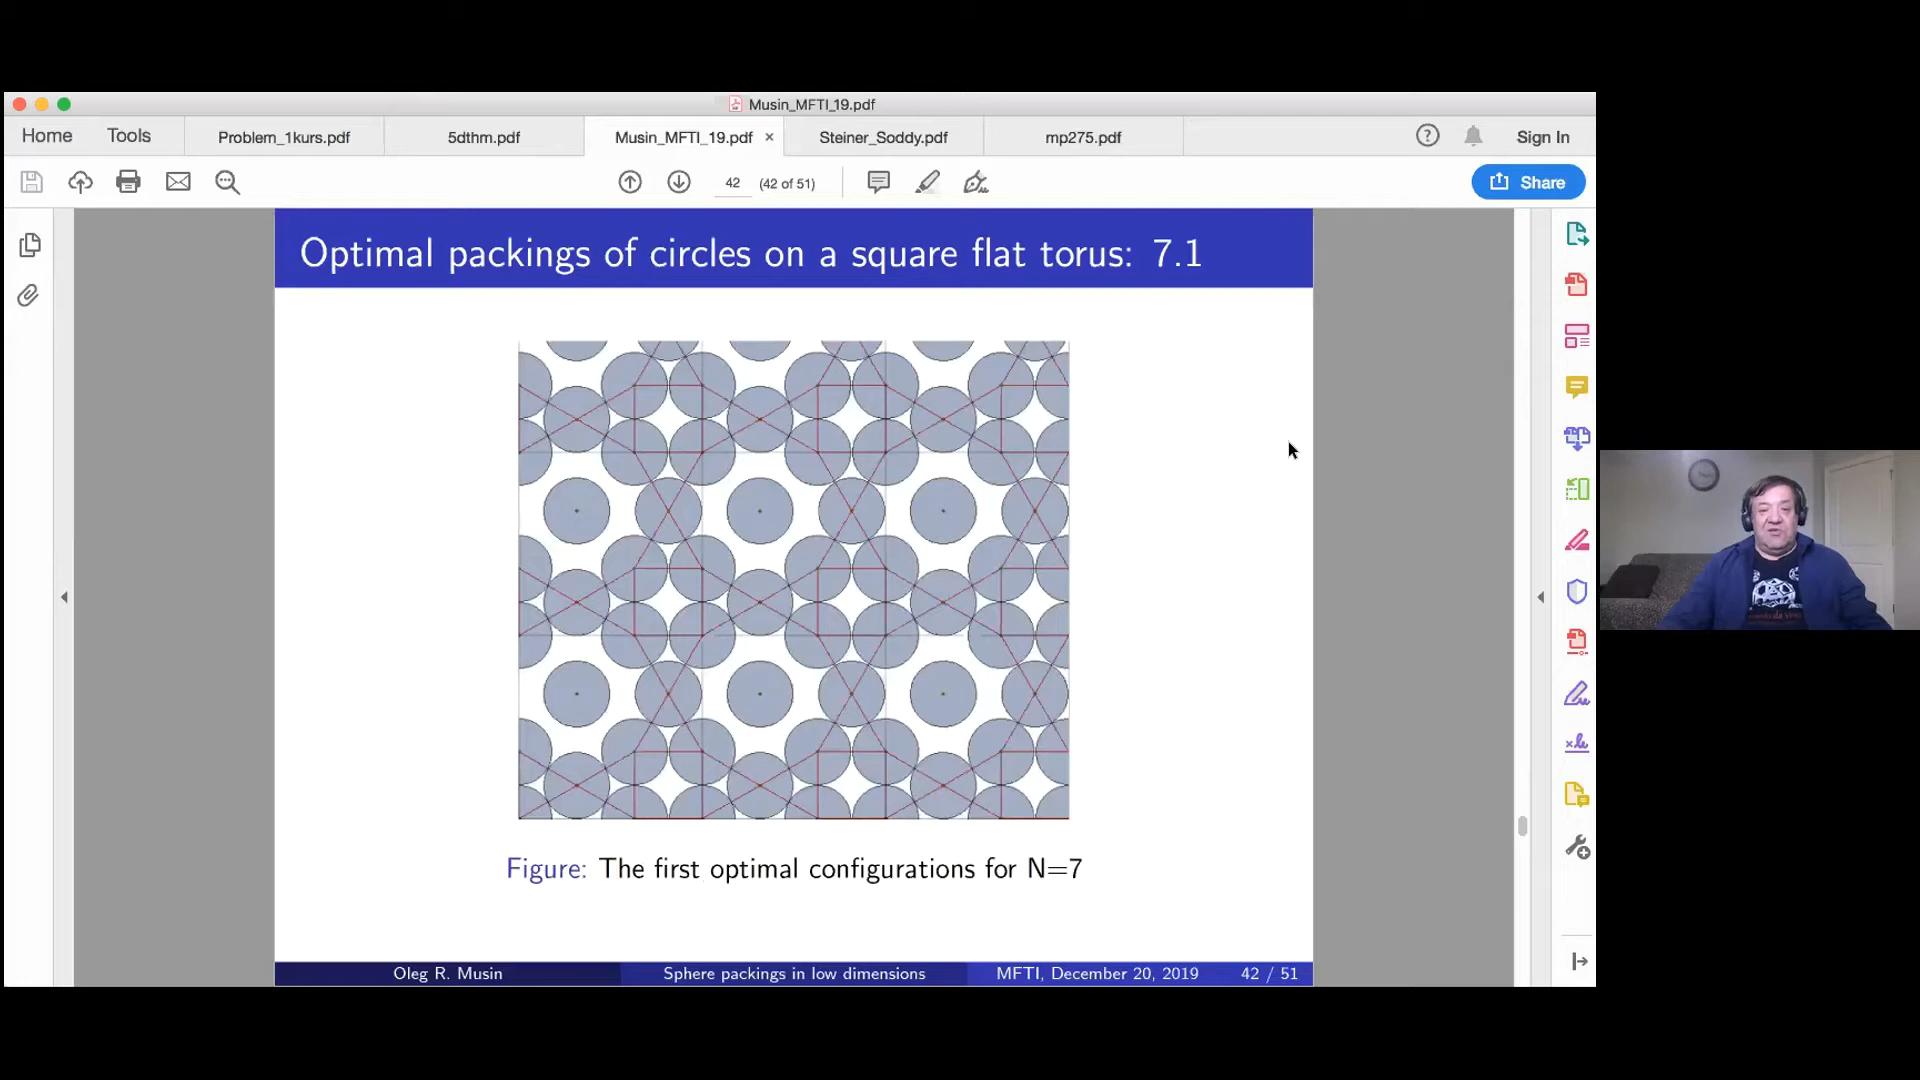 Musin_MFTI_19.pdf
Home Tools Problem_1kurs.pdf 5dthm.pdf Musin_MFTI_19.pdf × Steiner_Soddy.pdf mp275.pdf Sign In
42 (42 of 51) Share
Optimal packings of circles on a square flat torus: 7.1
Figure: The first optimal configurations for N=7
Oleg R. Musin Sphere packings in low dimensions MFTI, December 20, 2019 42 / 51